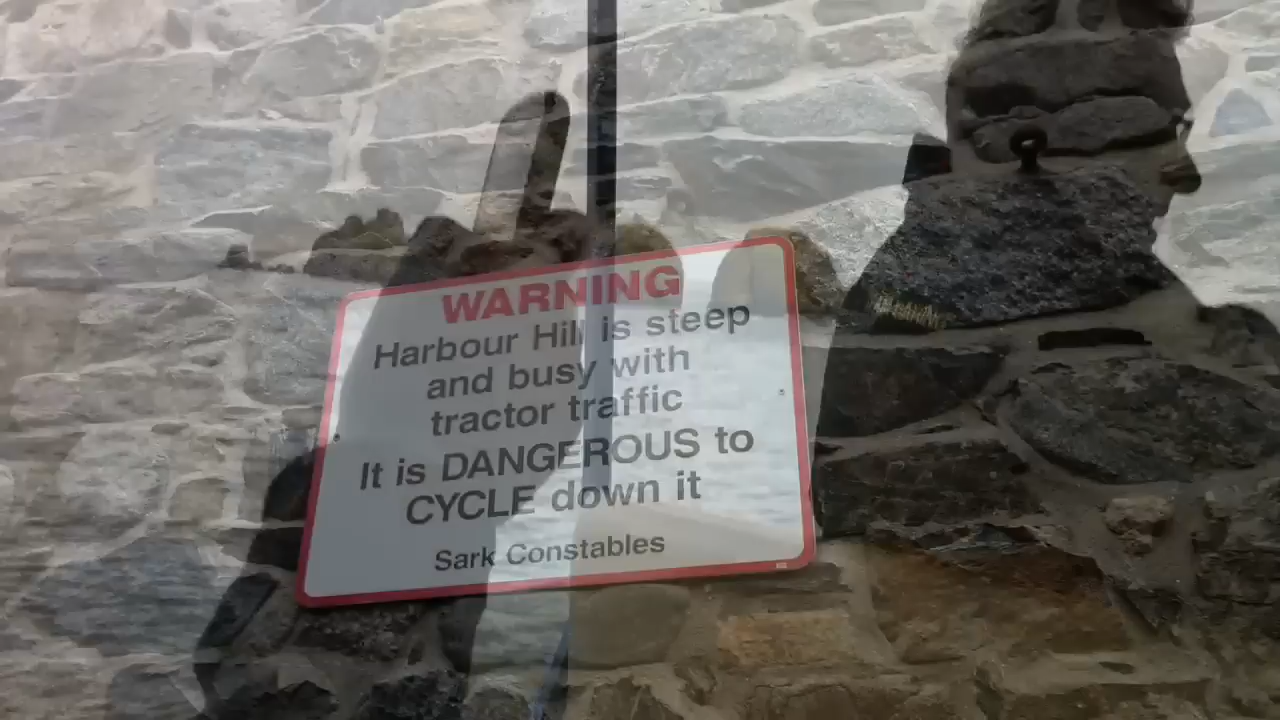 WARNING
Harbour Hill is steep
and busy with
tractor traffic
It is DANGEROUS to
CYCLE down it
Sark Constables